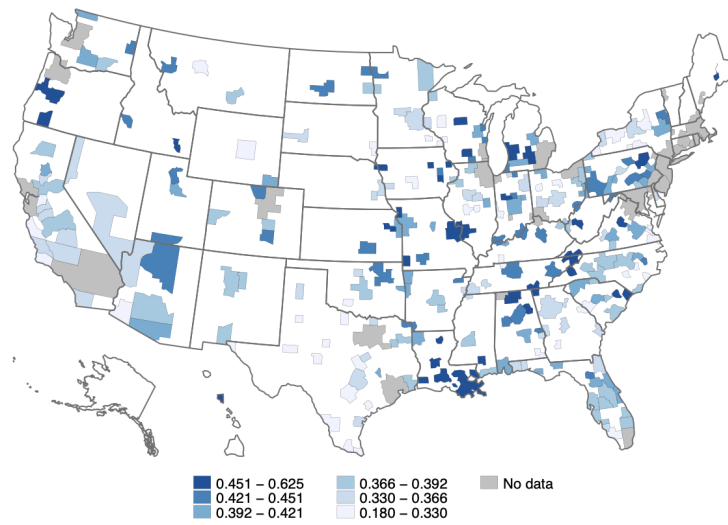 0.451 – 0.625 0.366 – 0.392 No data
0.421 – 0.451 0.330 – 0.366
0.392 – 0.421 0.180 – 0.330